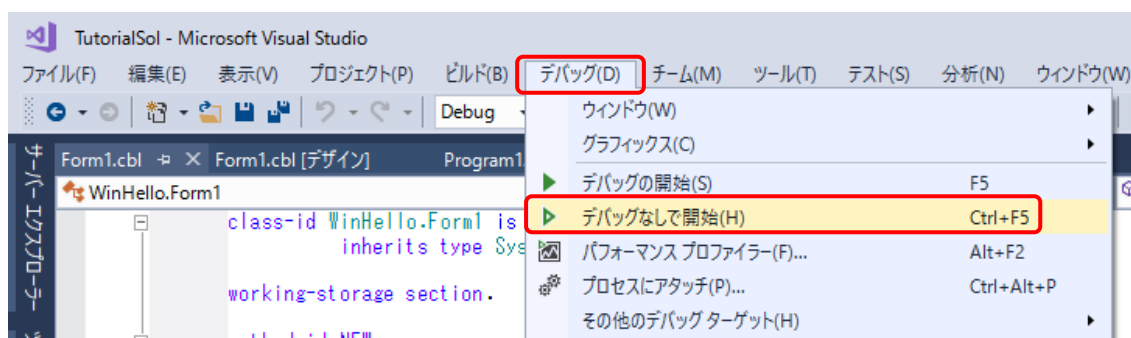 TutorialSol - Microsoft Visual Studio
ファイル(F) 編集(E) 表示(V) プロジェクト(P) ビルド(B) デバッグ(D) チーム(M) ツール(T) テスト(S) 分析(N) ウィンドウ(W)
Debug
ウィンドウ(W)
グラフィックス(C)
デバッグの開始(S) F5
デバッグなしで開始(H) Ctrl+F5
パフォーマンス プロファイラー(F)... Alt+F2
プロセスにアタッチ(P)... Ctrl+Alt+P
その他のデバッグ ターゲット(H)
サーバー エクスプローラー
Form1.cbl Form1.cbl [デザイン] Program1.
WinHello.Form1
class-id WinHello.Form1 is
inherits type Sys
working-storage section.